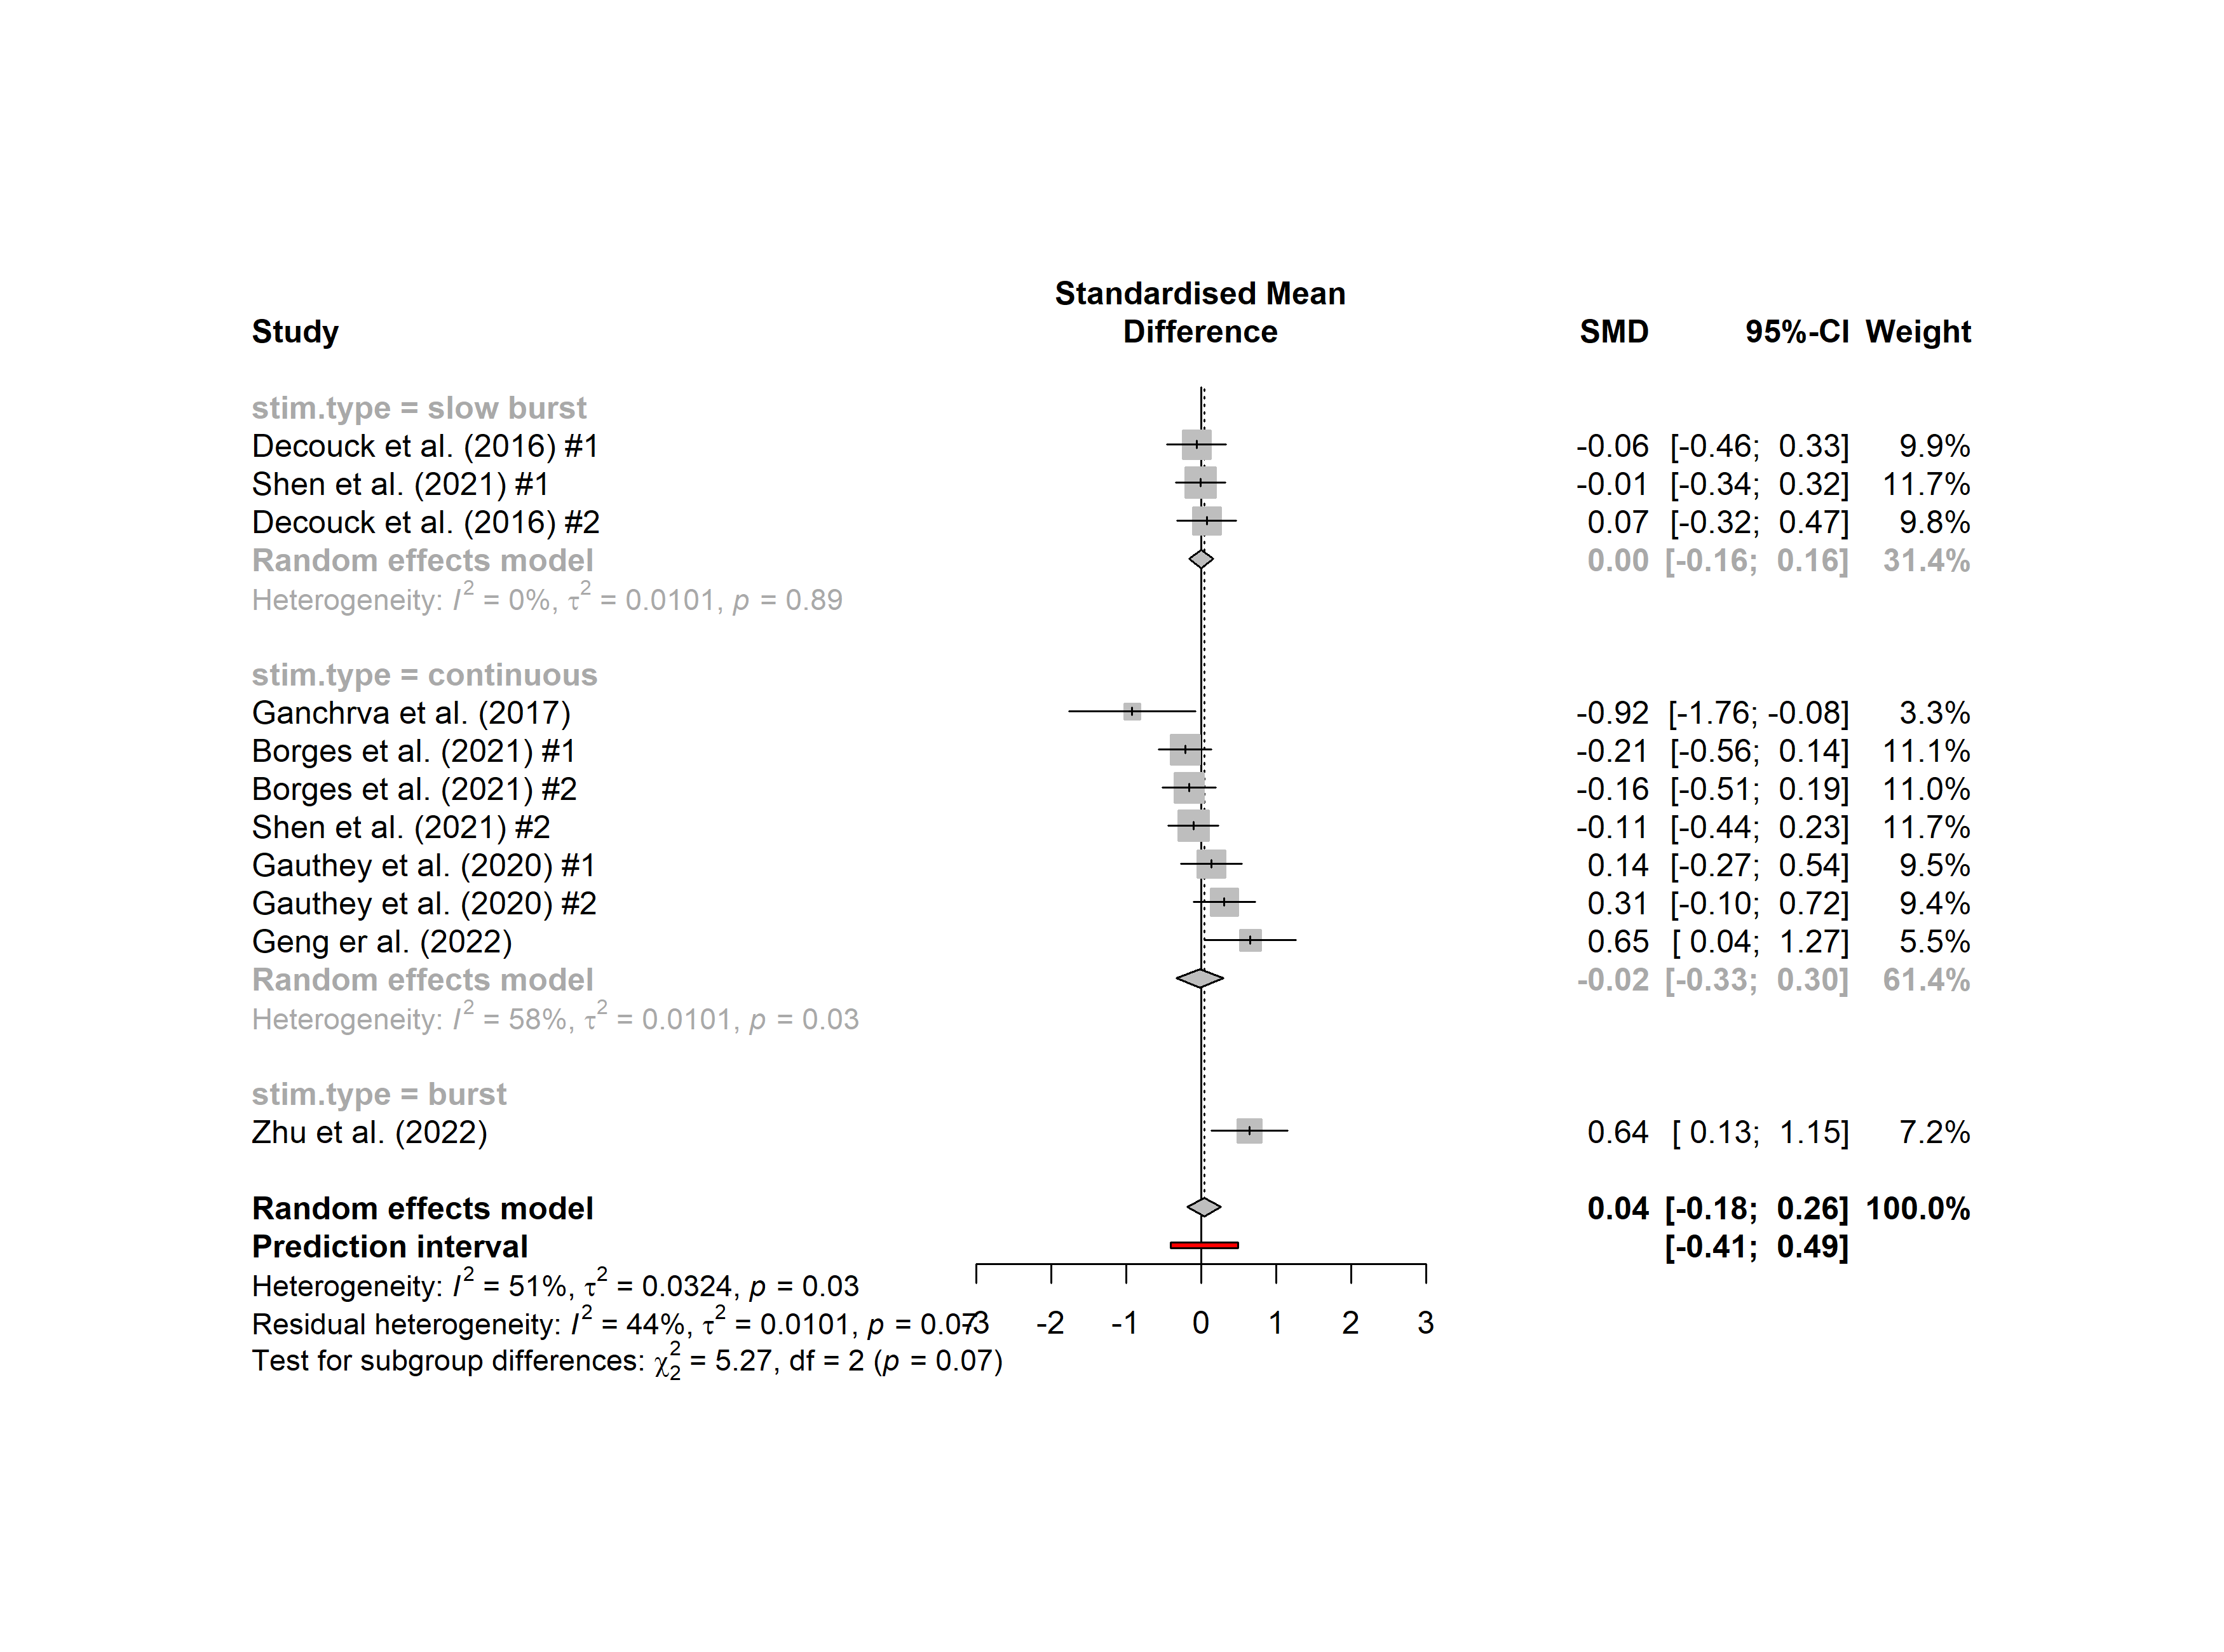 Standardised Mean
Study Difference SMD 95%-CI Weight
stim.type = slow burst
Decouck et al. (2016) #1 -0.06 [-0.46; 0.33] 9.9%
Shen et al. (2021) #1 -0.01 [-0.34; 0.32] 11.7%
Decouck et al. (2016) #2 0.07 [-0.32; 0.47] 9.8%
Random effects model 0.00 [-0.16; 0.16] 31.4%
Heterogeneity: I² = 0%, τ² = 0.0101, p = 0.89
stim.type = continuous
Ganchrva et al. (2017) -0.92 [-1.76; -0.08] 3.3%
Borges et al. (2021) #1 -0.21 [-0.56; 0.14] 11.1%
Borges et al. (2021) #2 -0.16 [-0.51; 0.19] 11.0%
Shen et al. (2021) #2 -0.11 [-0.44; 0.23] 11.7%
Gauthey et al. (2020) #1 0.14 [-0.27; 0.54] 9.5%
Gauthey et al. (2020) #2 0.31 [-0.10; 0.72] 9.4%
Geng er al. (2022) 0.65 [ 0.04; 1.27] 5.5%
Random effects model -0.02 [-0.33; 0.30] 61.4%
Heterogeneity: I² = 58%, τ² = 0.0101, p = 0.03
stim.type = burst
Zhu et al. (2022) 0.64 [ 0.13; 1.15] 7.2%
Random effects model 0.04 [-0.18; 0.26] 100.0%
Prediction interval [-0.41; 0.49]
Heterogeneity: I² = 51%, τ² = 0.0324, p = 0.03
Residual heterogeneity: I² = 44%, τ² = 0.0101, p = 0.07
-3 -2 -1 0 1 2 3
Test for subgroup differences: χ²₂ = 5.27, df = 2 (p = 0.07)